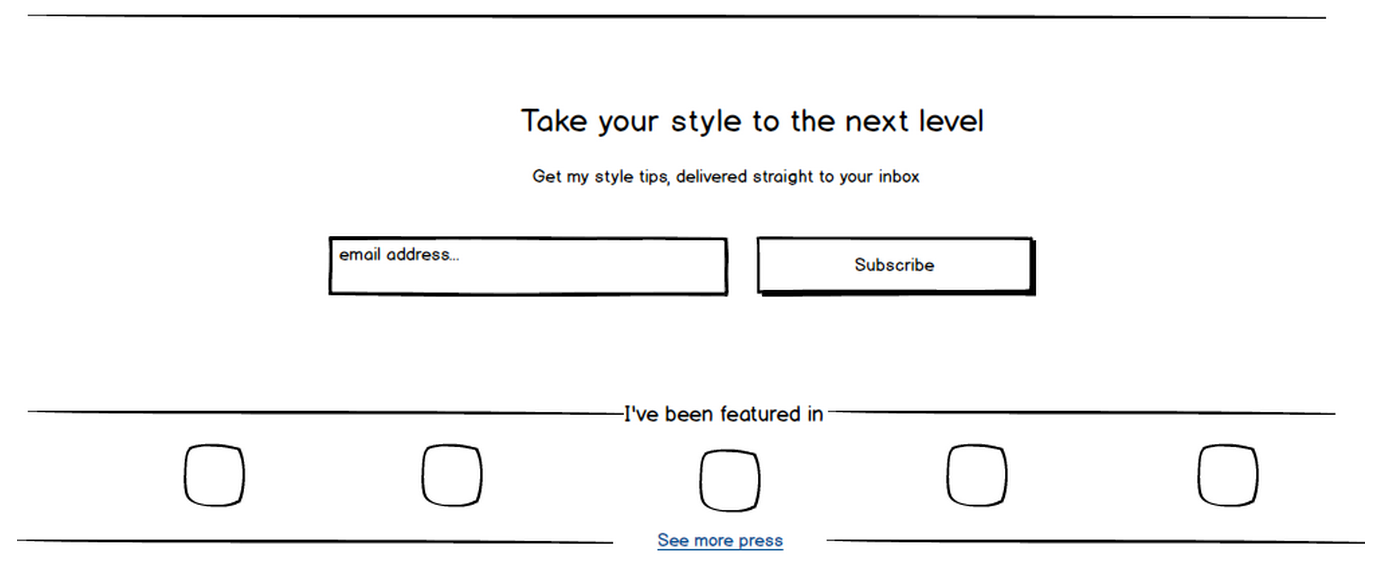 Take your style to the next level
Get my style tips, delivered straight to your inbox
email address...
Subscribe
I've been featured in
See more press